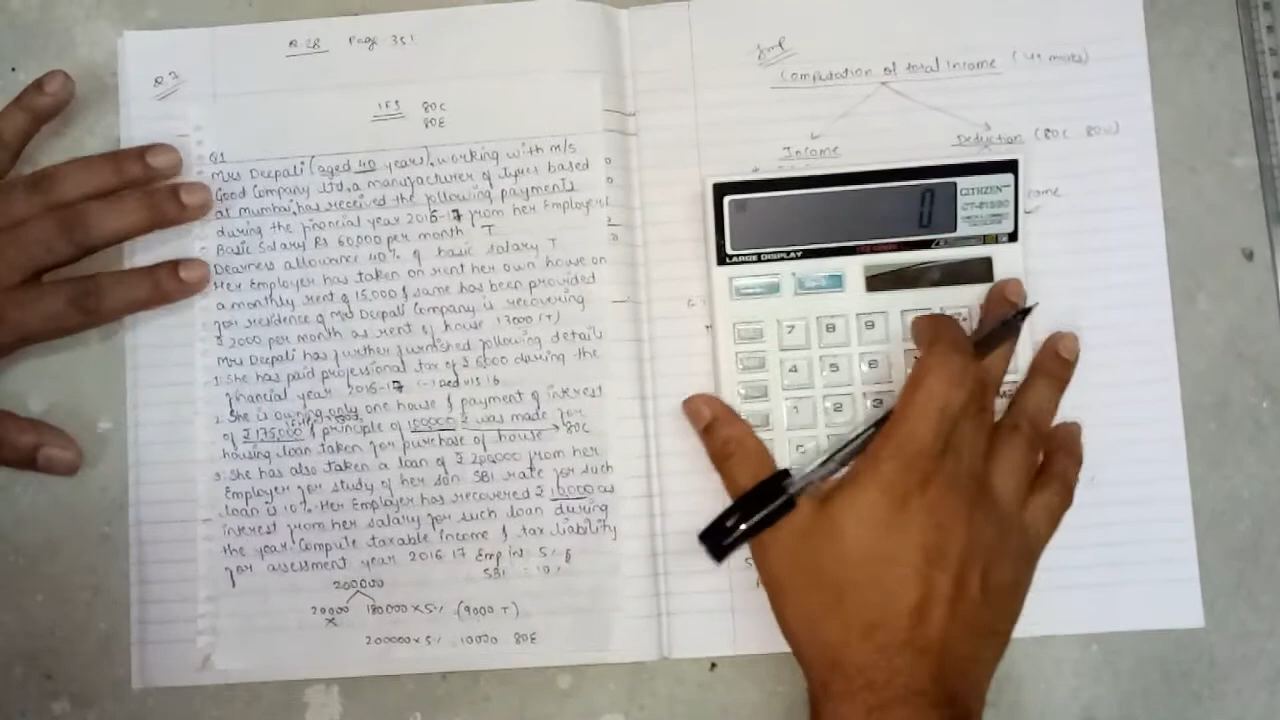 Q.28 Page 351
Q.2
IFS 80C
80E
Q1
Mrs Deepali (aged 40 years), working with m/s
Good Company Ltd, a manufacturer of tyres based
at mumbai, has received the following payments
during the financial year 2016-17 from her Employer
Basic Salary Rs 60,000 per month T
Dearness allowance 40% of basic salary T
Her Employer has taken on rent her own house on
a monthly rent of 15,000 & same has been provided
for residence of Mrs Deepali Company is recovering
₹ 2000 per month as rent of house 13000 (T)
Mrs Deepali has further furnished following detail
1. She has paid professional tax of ₹ 6000 during the
financial year 2016-17
2. She is owning only one house & payment of interest
of ₹ 175,000 & principle of 100000 ₹ was made for
housing loan taken for purchase of house → 80C
3. She has also taken a loan of ₹ 200000 from her
Employer for study of her son SBI rate for such
loan is 10%. Her Employer has recovered ₹ 10,000 as
interest from her salary for such loan during
the year. Compute taxable income & tax liability
for assessment year 2016 17 Emp int 5%
SBI - 10%
200000
20000 180000 x 5% (9000 T)
x
200000 x 5% 10000 80E
Imp
Computation of total income (
Income
Deduction (80C 80U)
0
CITIZEN
LARGE DISPLAY
7 8 9
4 5 6
1 2 3
C